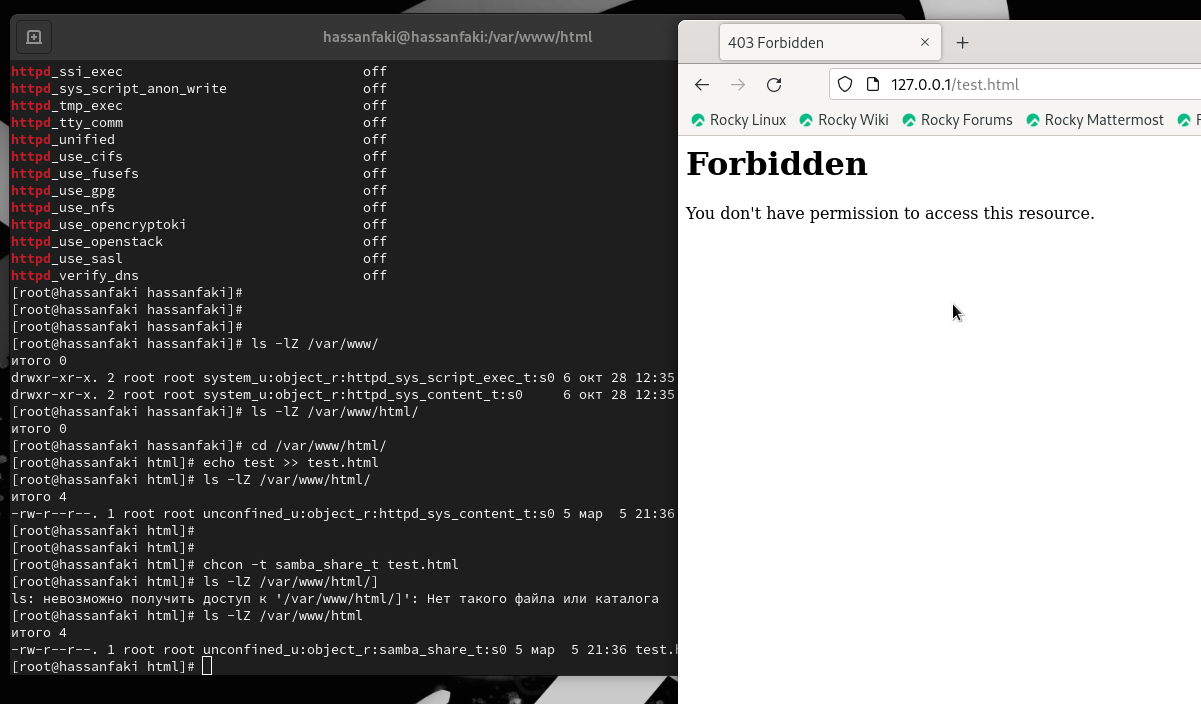 hassanfaki@hassanfaki:/var/www/html
httpd_ssi_exec off
httpd_sys_script_anon_write off
httpd_tmp_exec off
httpd_tty_comm off
httpd_unified off
httpd_use_cifs off
httpd_use_fusefs off
httpd_use_gpg off
httpd_use_nfs off
httpd_use_opencryptoki off
httpd_use_openstack off
httpd_use_sasl off
httpd_verify_dns off
[root@hassanfaki hassanfaki]#
[root@hassanfaki hassanfaki]#
[root@hassanfaki hassanfaki]#
[root@hassanfaki hassanfaki]# ls -lZ /var/www/
итого 0
drwxr-xr-x. 2 root root system_u:object_r:httpd_sys_script_exec_t:s0 6 окт 28 12:35
drwxr-xr-x. 2 root root system_u:object_r:httpd_sys_content_t:s0 6 окт 28 12:35
[root@hassanfaki hassanfaki]# ls -lZ /var/www/html/
итого 0
[root@hassanfaki hassanfaki]# cd /var/www/html/
[root@hassanfaki html]# echo test >> test.html
[root@hassanfaki html]# ls -lZ /var/www/html/
итого 4
-rw-r--r--. 1 root root unconfined_u:object_r:httpd_sys_content_t:s0 5 мар 5 21:36
[root@hassanfaki html]#
[root@hassanfaki html]#
[root@hassanfaki html]# chcon -t samba_share_t test.html
[root@hassanfaki html]# ls -lZ /var/www/html/]
ls: невозможно получить доступ к '/var/www/html/]': Нет такого файла или каталога
[root@hassanfaki html]# ls -lZ /var/www/html
итого 4
-rw-r--r--. 1 root root unconfined_u:object_r:samba_share_t:s0 5 мар 5 21:36 test.
[root@hassanfaki html]#
403 Forbidden
127.0.0.1/test.html
Rocky Linux Rocky Wiki Rocky Forums Rocky Mattermost
Forbidden
You don't have permission to access this resource.